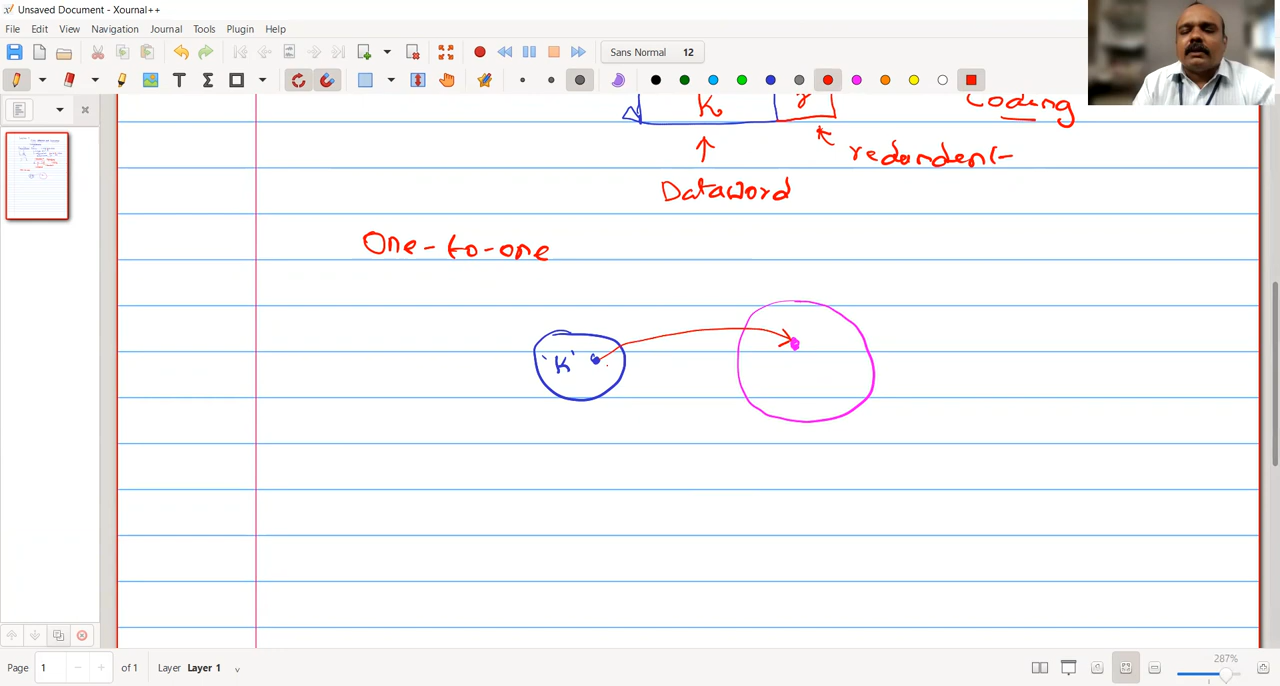 Unsaved Document - Xournal++
File Edit View Navigation Journal Tools Plugin Help
Sans Normal 12
K r Coding
redandent
Dataword
One-to-one
'K'
Page 1 of 1 Layer Layer 1 287%